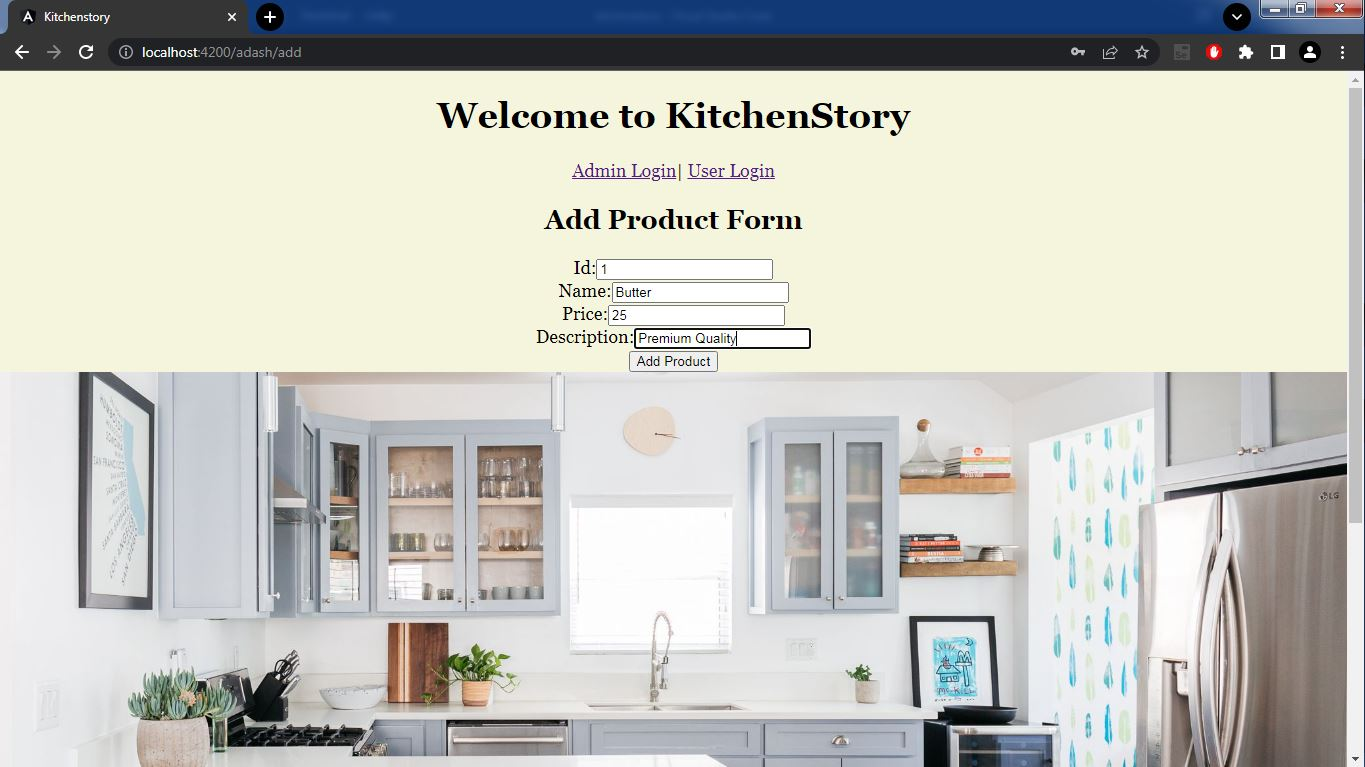 Kitchenstory
localhost:4200/adash/add
Welcome to KitchenStory
Admin Login| User Login
Add Product Form
Id: 1
Name: Butter
Price: 25
Description: Premium Quality
Add Product
LG